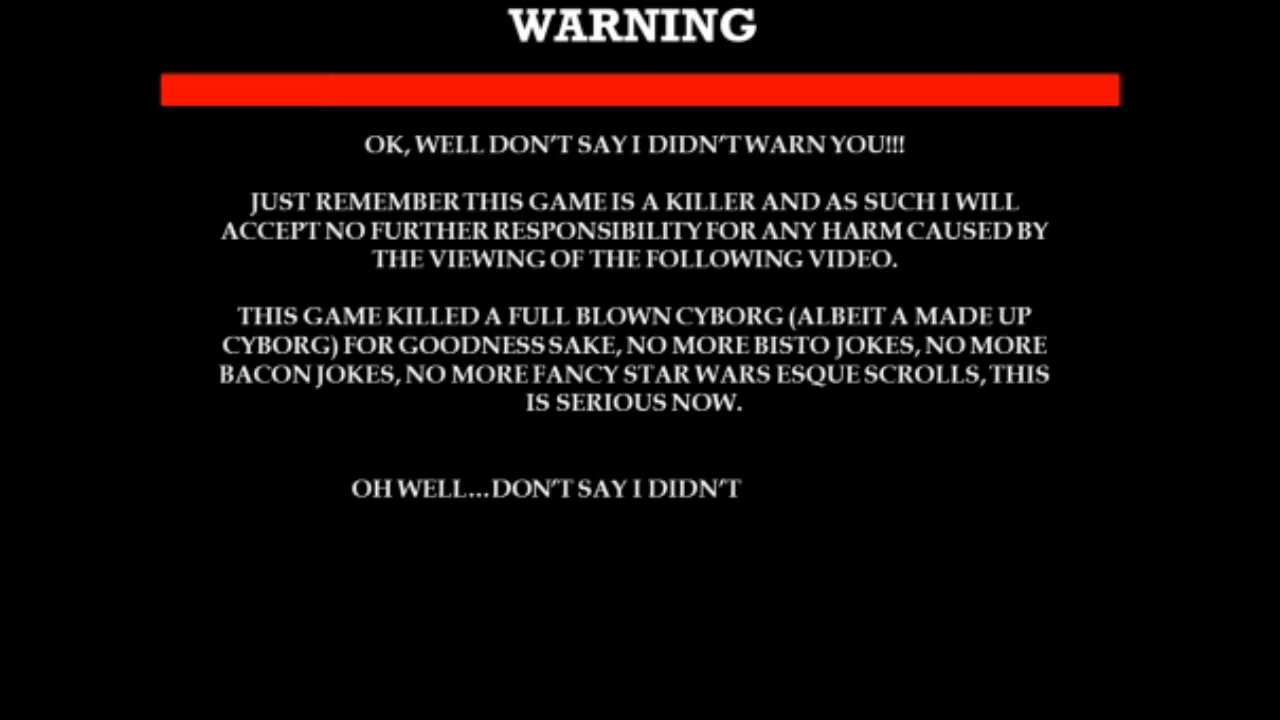 WARNING
OK, WELL DON'T SAY I DIDN'T WARN YOU!!!
JUST REMEMBER THIS GAME IS A KILLER AND AS SUCH I WILL
ACCEPT NO FURTHER RESPONSIBILITY FOR ANY HARM CAUSED BY
THE VIEWING OF THE FOLLOWING VIDEO.
THIS GAME KILLED A FULL BLOWN CYBORG (ALBEIT A MADE UP
CYBORG) FOR GOODNESS SAKE, NO MORE BISTO JOKES, NO MORE
BACON JOKES, NO MORE FANCY STAR WARS ESQUE SCROLLS, THIS
IS SERIOUS NOW.
OH WELL...DON'T SAY I DIDN'T